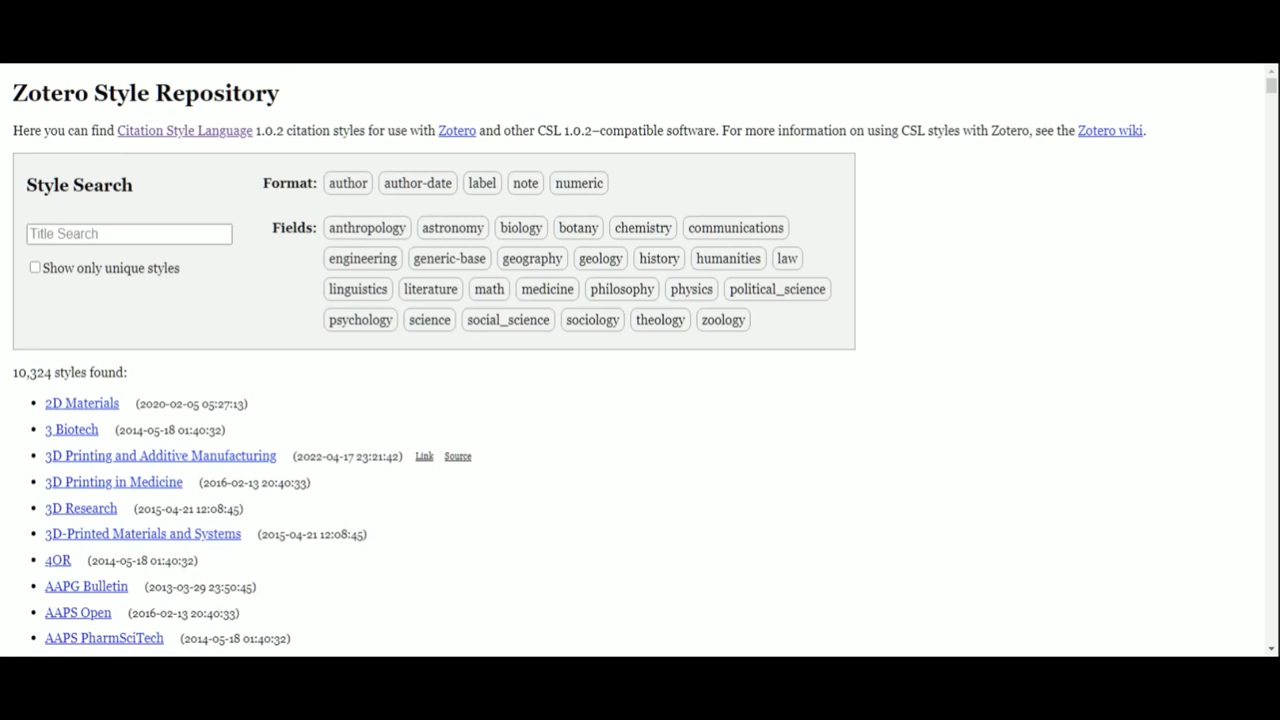 Zotero Style Repository
Here you can find Citation Style Language 1.0.2 citation styles for use with Zotero and other CSL 1.0.2–compatible software. For more information on using CSL styles with Zotero, see the Zotero wiki.
Style Search
Title Search
Show only unique styles
Format: author author-date label note numeric
Fields: anthropology astronomy biology botany chemistry communications
engineering generic-base geography geology history humanities law
linguistics literature math medicine philosophy physics political_science
psychology science social_science sociology theology zoology
10,324 styles found:
• 2D Materials (2020-02-05 05:27:13)
• 3 Biotech (2014-05-18 01:40:32)
• 3D Printing and Additive Manufacturing (2022-04-17 23:21:42) Link Source
• 3D Printing in Medicine (2016-02-13 20:40:33)
• 3D Research (2015-04-21 12:08:45)
• 3D-Printed Materials and Systems (2015-04-21 12:08:45)
• 4OR (2014-05-18 01:40:32)
• AAPG Bulletin (2013-03-29 23:50:45)
• AAPS Open (2016-02-13 20:40:33)
• AAPS PharmSciTech (2014-05-18 01:40:32)